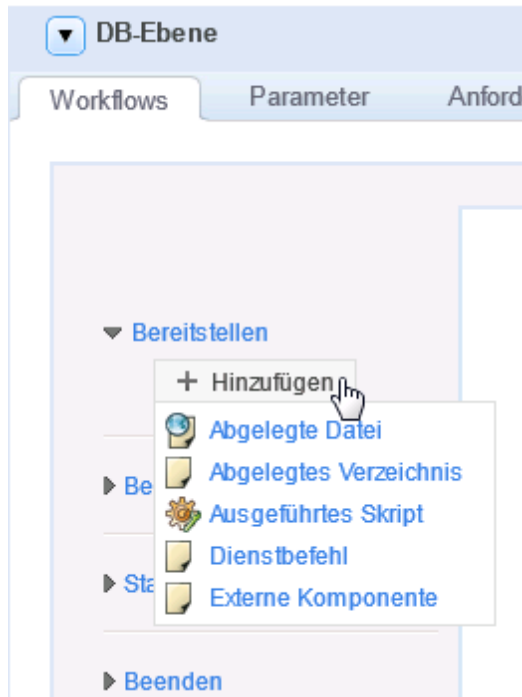 DB-Ebene
Workflows Parameter
Bereitstellen
+ Hinzufügen
Abgelegte Datei
Abgelegtes Verzeichnis
Ausgeführtes Skript
Dienstbefehl
Externe Komponente
Beenden